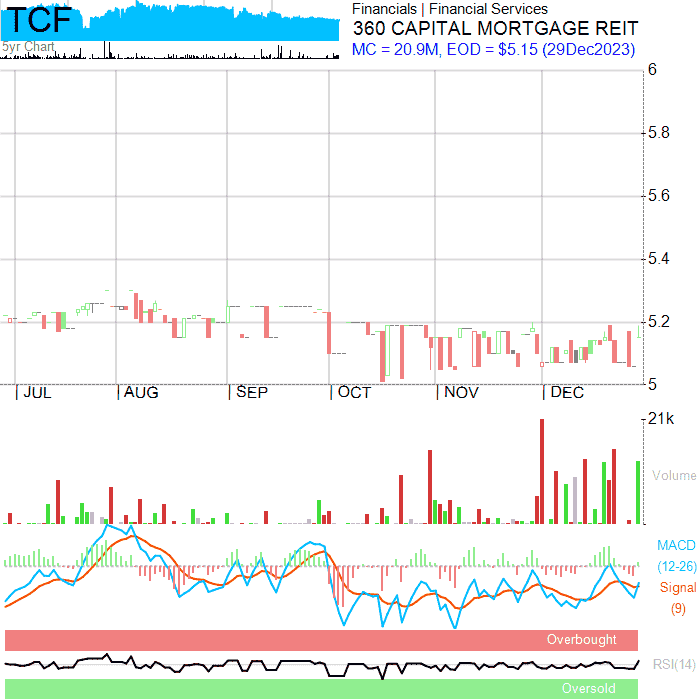 TCF
5yr Chart
Financials | Financial Services
360 CAPITAL MORTGAGE REIT
MC = 20.9M, EOD = $5.15 (29Dec2023)
6
5.8
5.6
5.4
5.2
5
JUL AUG SEP OCT NOV DEC
21k
Volume
MACD
(12-26)
Signal
(9)
Overbought
RSI(14)
Oversold